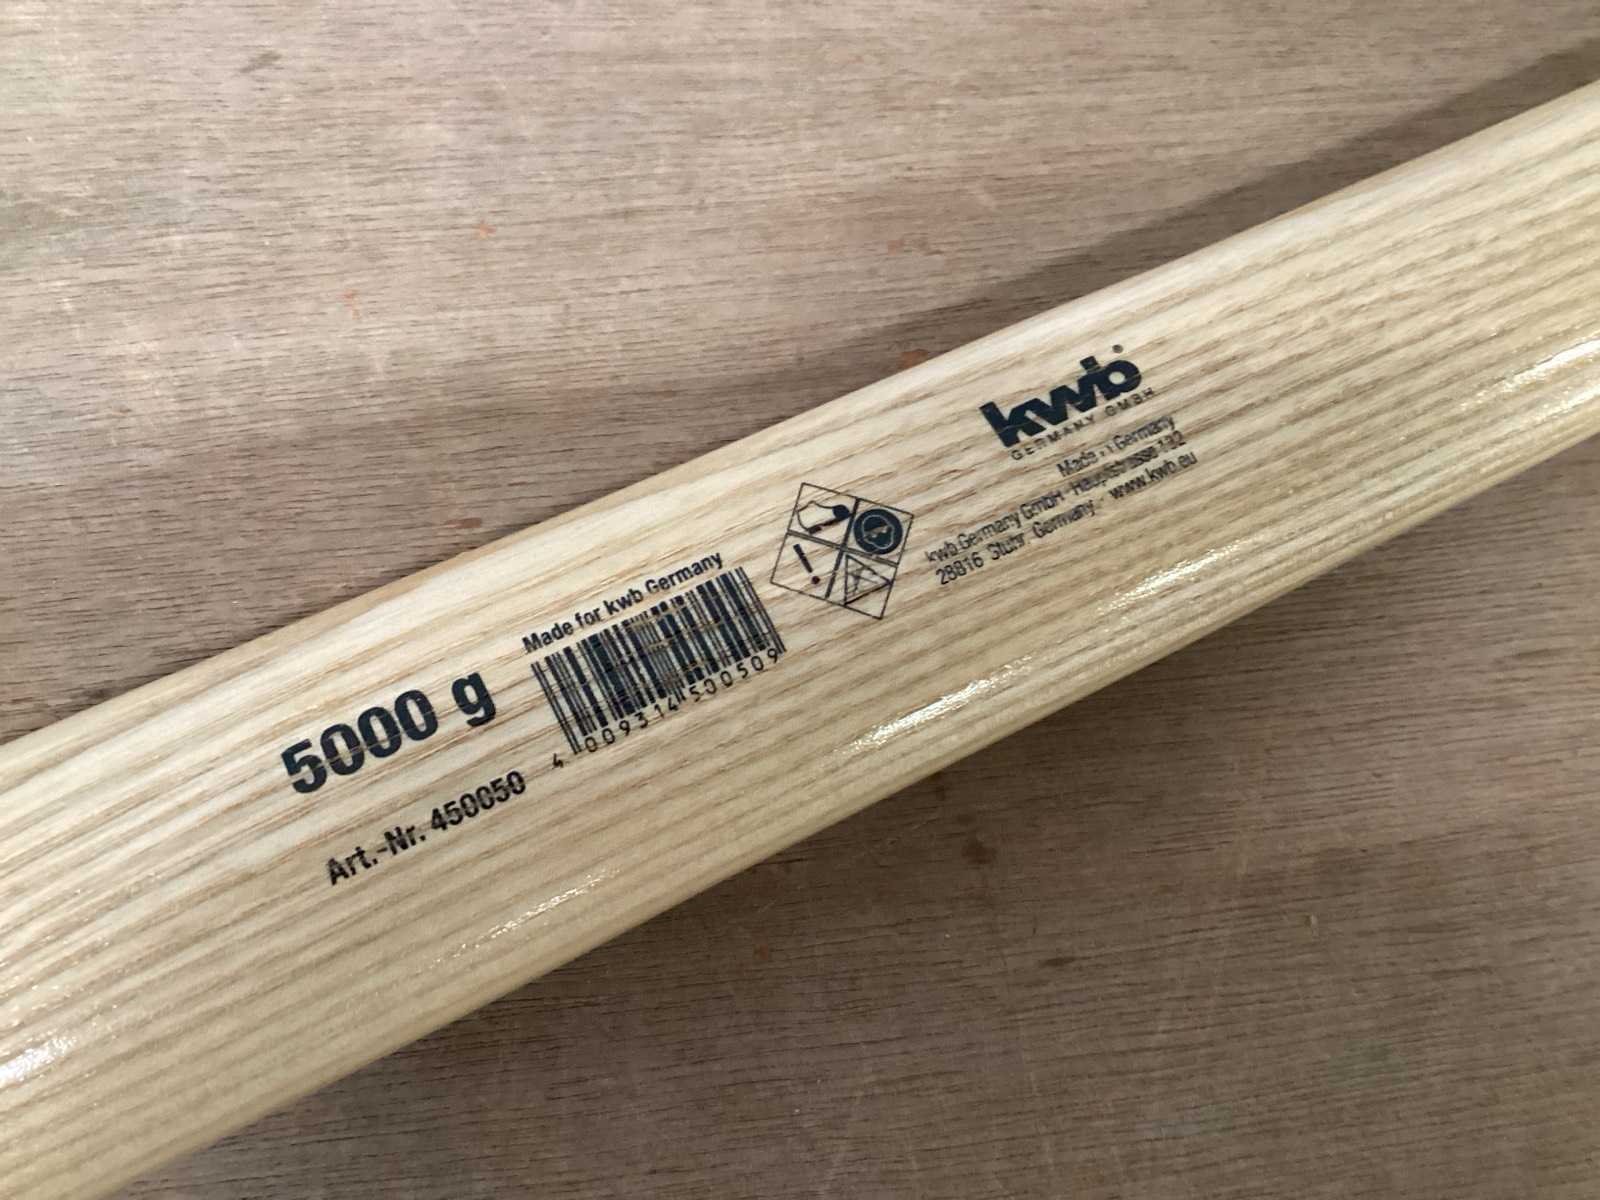 5000 g
Art.-Nr. 450050
Made for kwb Germany
4 009314 500509
!
kwb®
GERMANY GMBH
Made in Germany
kwb Germany GmbH · Hauptstrasse 132
28816 Stuhr, Germany · www.kwb.eu